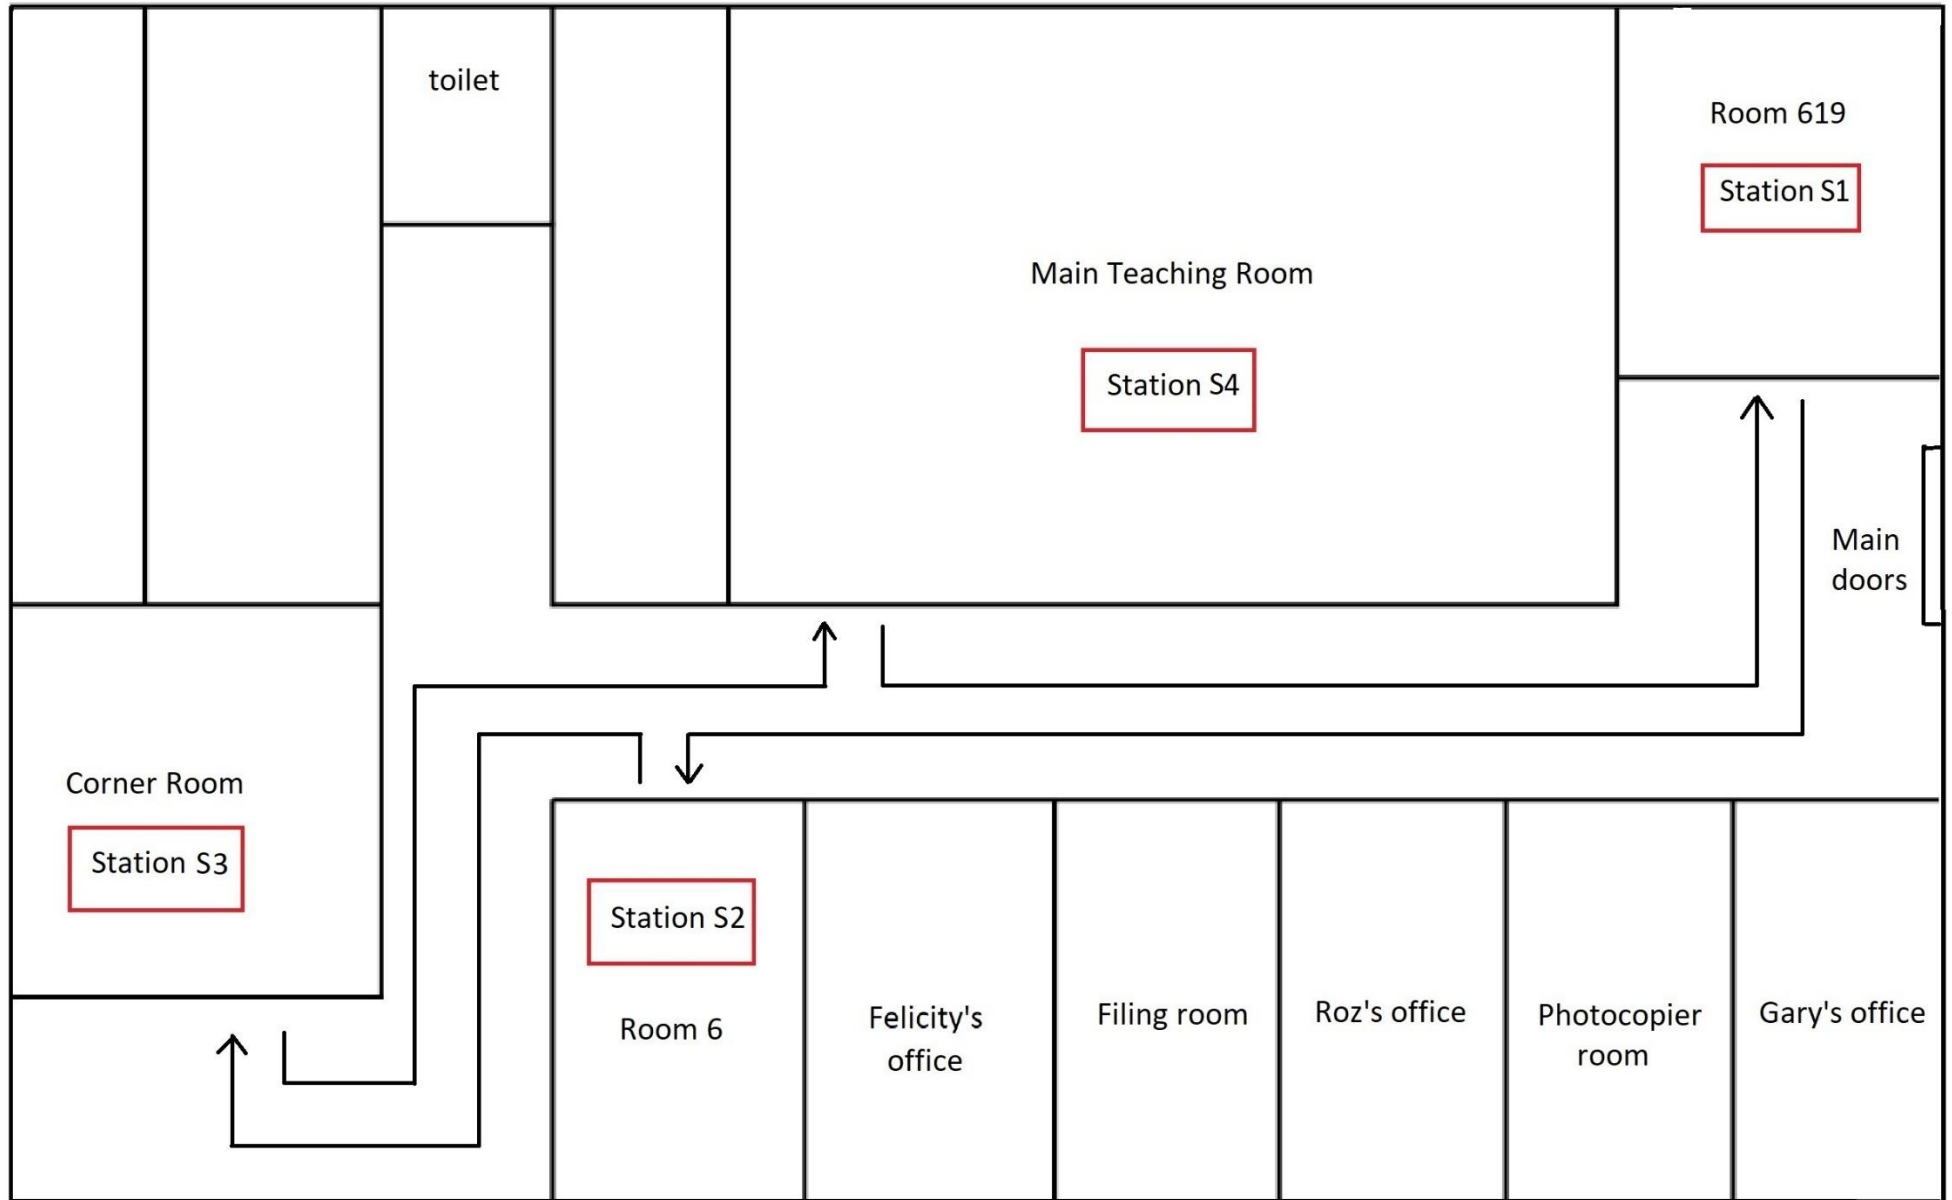 toilet
Room 619
Station S1
Main Teaching Room
Station S4
Main
doors
Corner Room
Station S3
Station S2
Room 6
Felicity's
office
Filing room
Roz's office
Photocopier
room
Gary's office